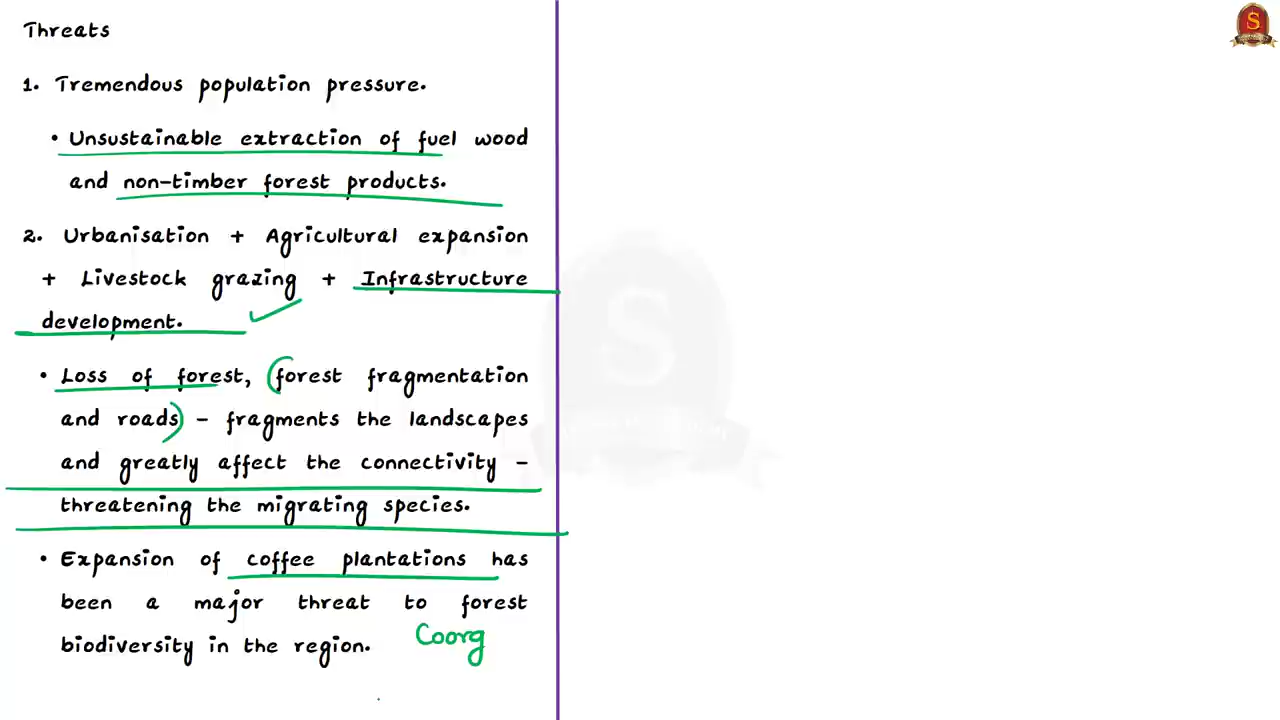 Threats
1. Tremendous population pressure.
• Unsustainable extraction of fuel wood
and non-timber forest products.
2. Urbanisation + Agricultural expansion
+ Livestock grazing + Infrastructure
development.
• Loss of forest, (forest fragmentation
and roads) - fragments the landscapes
and greatly affect the connectivity -
threatening the migrating species.
• Expansion of coffee plantations has
been a major threat to forest
biodiversity in the region.
Coorg
S
S